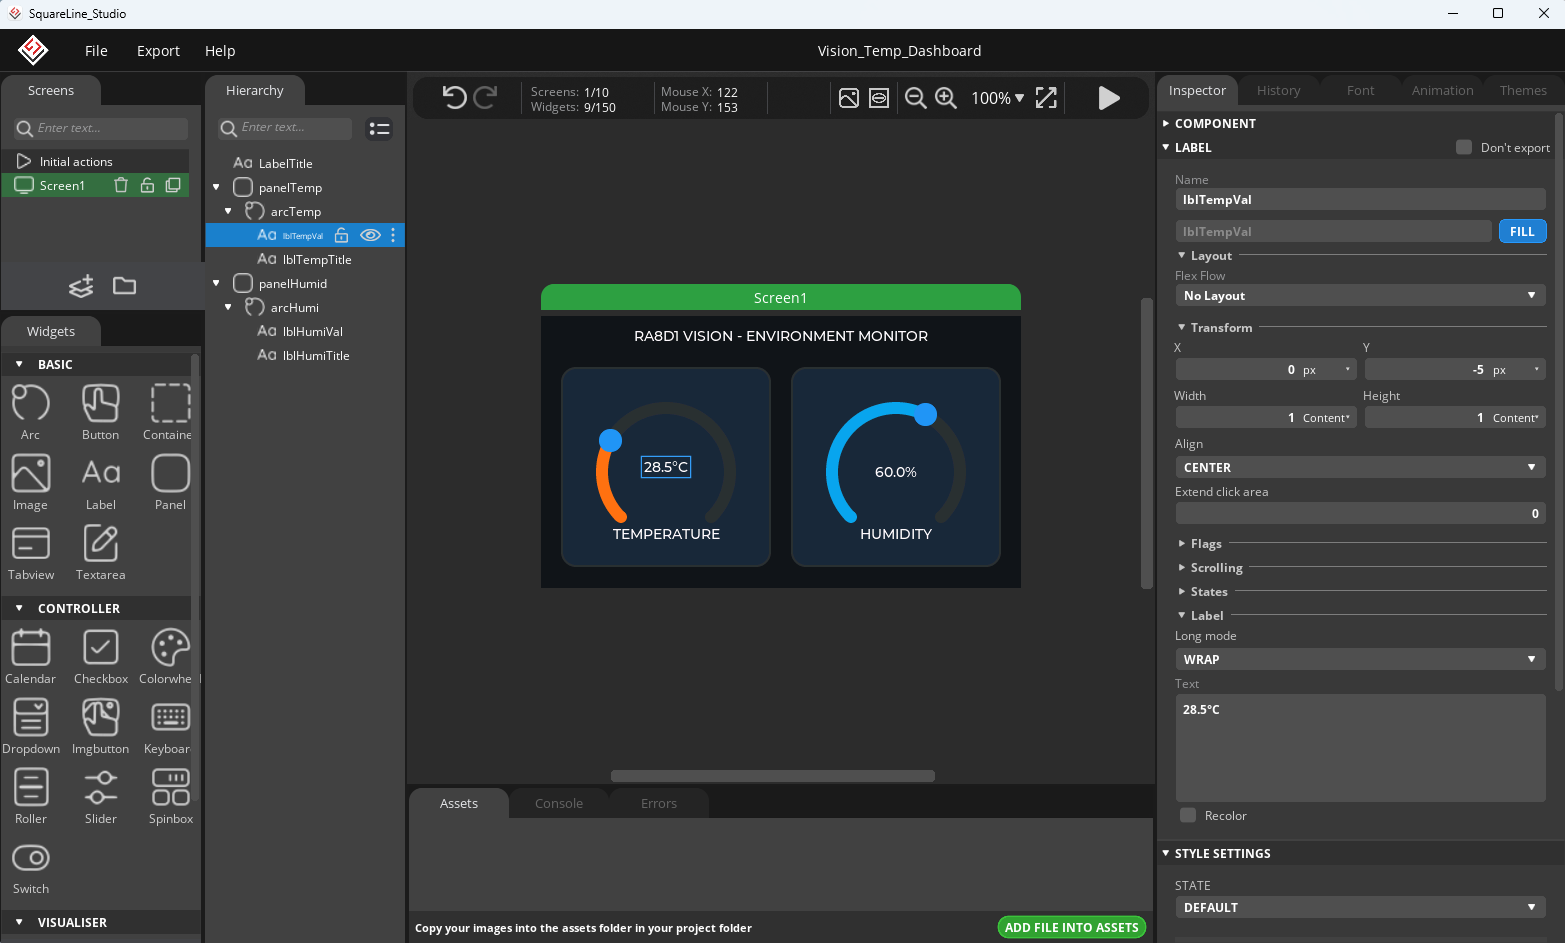 SquareLine_Studio
File Export Help
Vision_Temp_Dashboard
Screens
Enter text...
Initial actions
Screen1
Widgets
BASIC
Arc Button Containe
Image Label Panel
Tabview Textarea
CONTROLLER
Calendar Checkbox Colorwhe
Dropdown Imgbutton Keyboar
Roller Slider Spinbox
Switch
VISUALISER
Hierarchy
Enter text...
LabelTitle
panelTemp
arcTemp
lblTempVal
lblTempTitle
panelHumid
arcHumi
lblHumiVal
lblHumiTitle
Screens: 1/10
Widgets: 9/150
Mouse X: 122
Mouse Y: 153
100%
Screen1
RA8D1 VISION - ENVIRONMENT MONITOR
28.5°C
TEMPERATURE
60.0%
HUMIDITY
Assets Console Errors
Copy your images into the assets folder in your project folder
ADD FILE INTO ASSETS
Inspector History Font Animation Themes
COMPONENT
LABEL Don't export
Name
lblTempVal
lblTempVal FILL
Layout
Flex Flow
No Layout
Transform
X Y
0 px -5 px
Width Height
1 Content 1 Content
Align
CENTER
Extend click area
0
Flags
Scrolling
States
Label
Long mode
WRAP
Text
28.5°C
Recolor
STYLE SETTINGS
STATE
DEFAULT